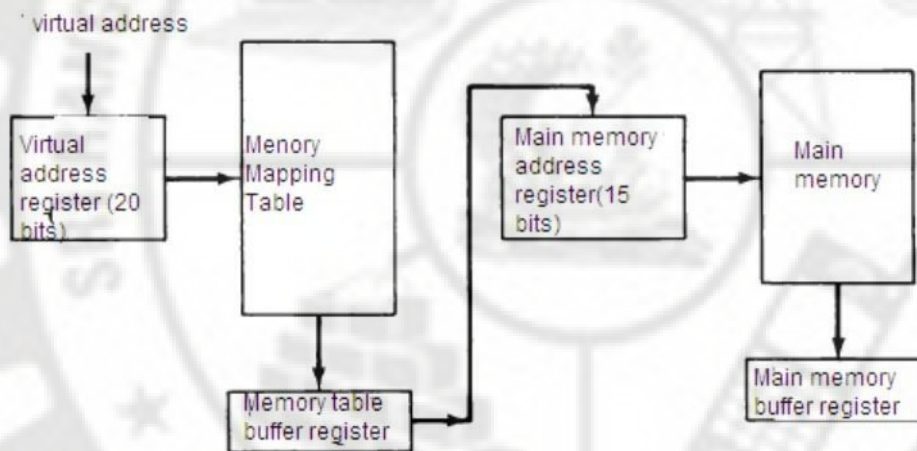 virtual address
Virtual
address
register (20
bits)
Menory
Mapping
Table
Memory table
buffer register
Main memory
address
register(15
bits)
Main
memory
Main memory
buffer register